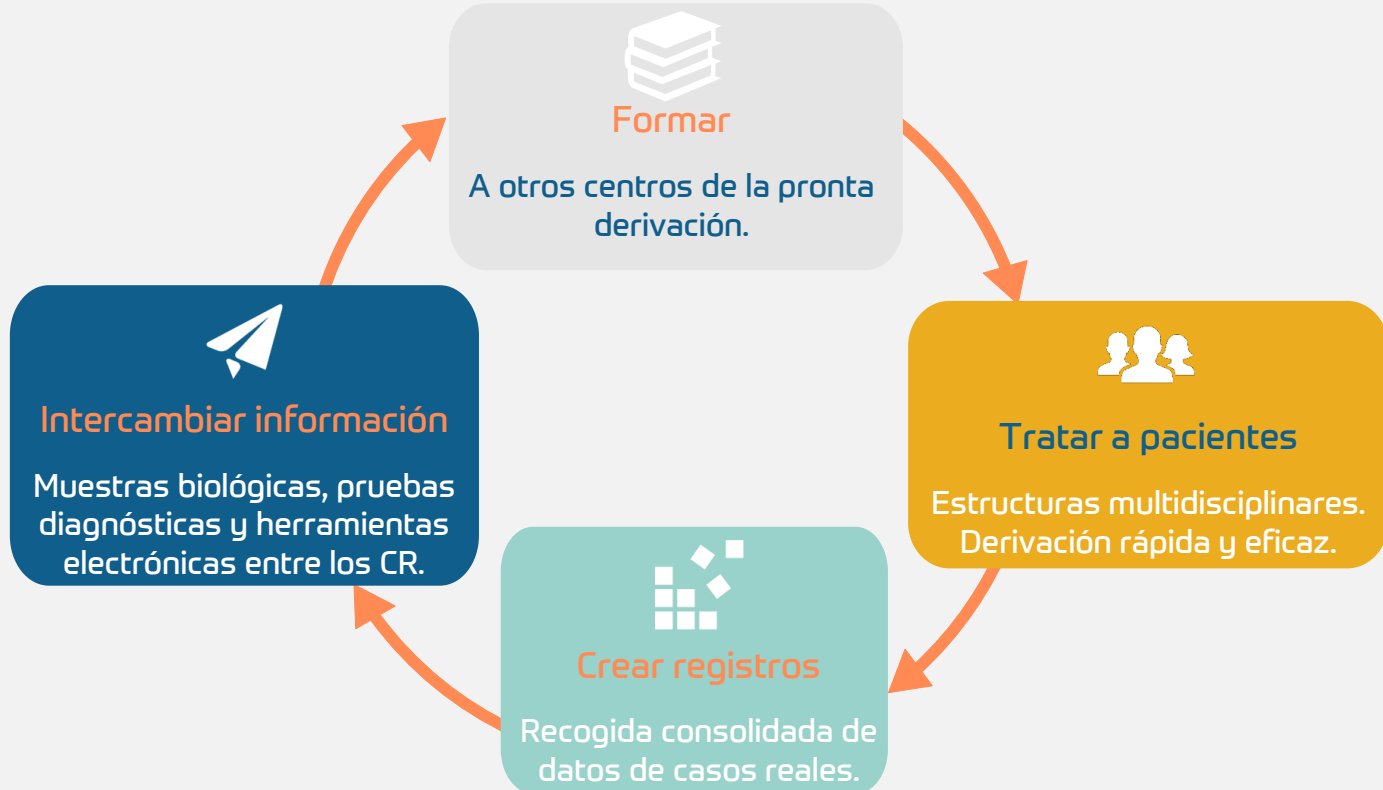 Formar
A otros centros de la pronta
derivación.
Tratar a pacientes
Estructuras multidisciplinares.
Derivación rápida y eficaz.
Crear registros
Recogida consolidada de
datos de casos reales.
Intercambiar información
Muestras biológicas, pruebas
diagnósticas y herramientas
electrónicas entre los CR.